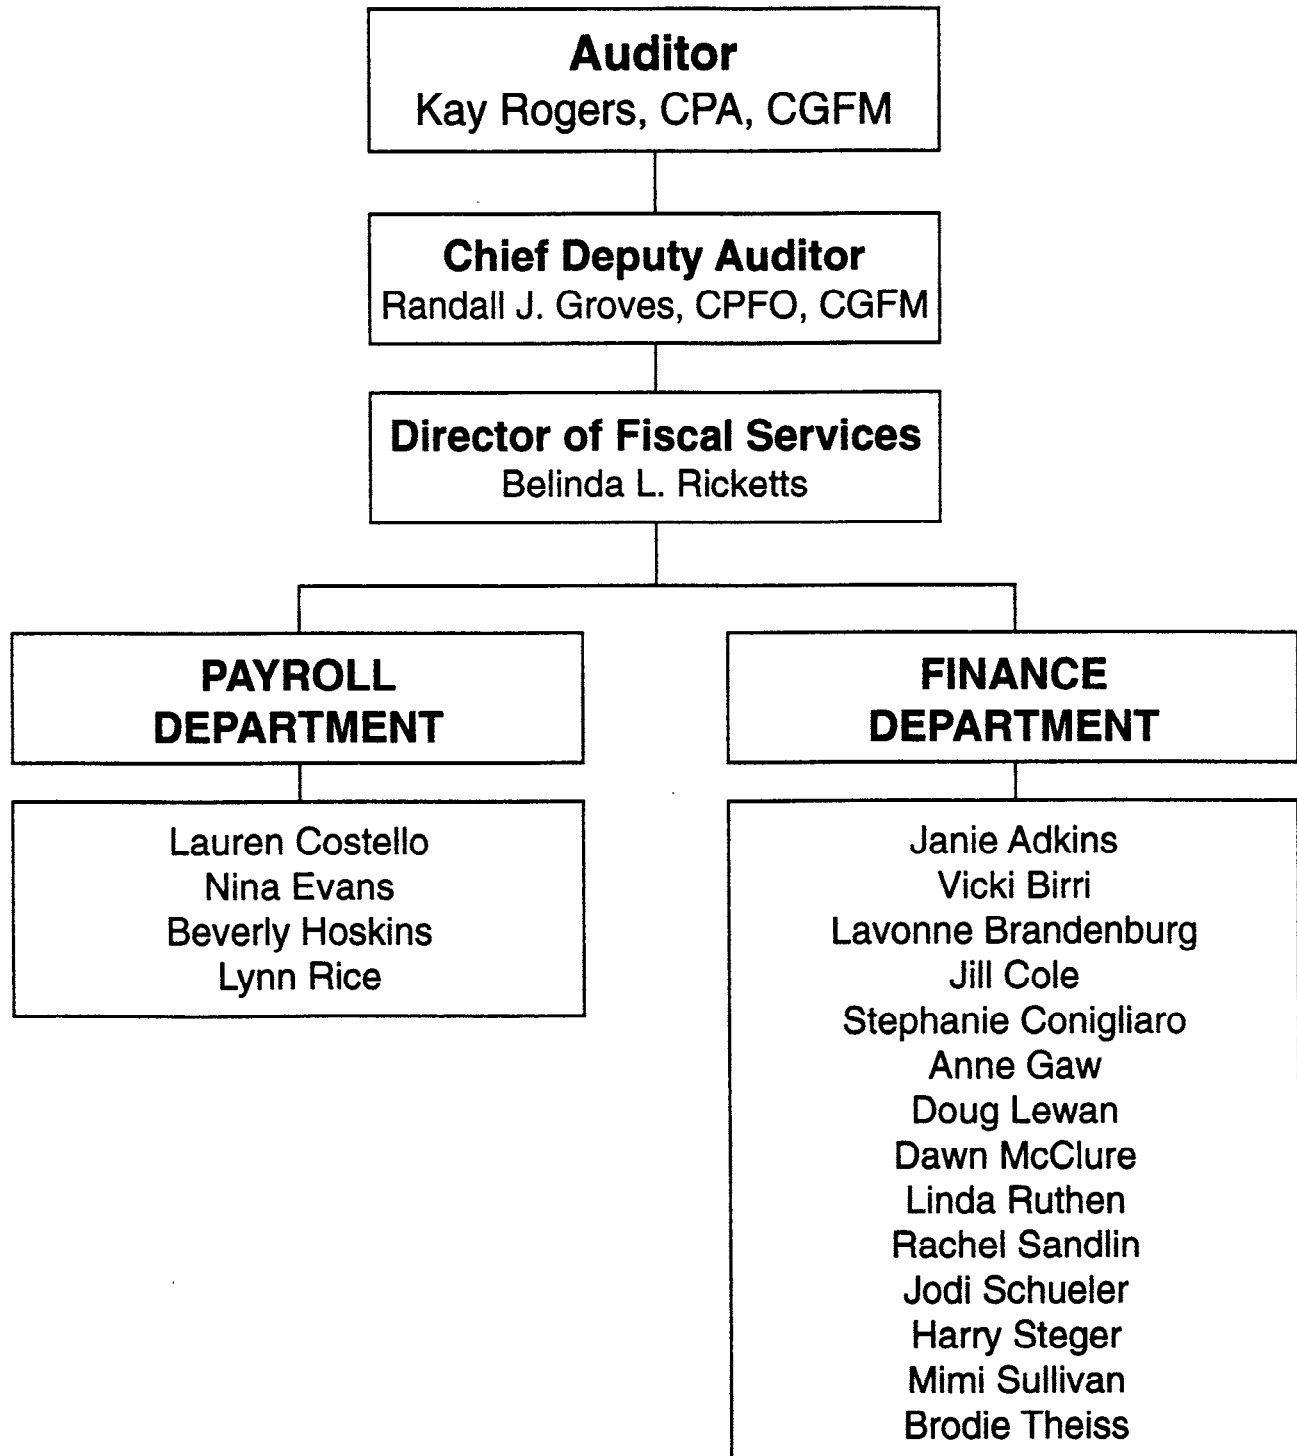 Auditor
Kay Rogers, CPA, CGFM
Chief Deputy Auditor
Randall J. Groves, CPFO, CGFM
Director of Fiscal Services
Belinda L. Ricketts
PAYROLL
DEPARTMENT
Lauren Costello
Nina Evans
Beverly Hoskins
Lynn Rice
FINANCE
DEPARTMENT
Janie Adkins
Vicki Birri
Lavonne Brandenburg
Jill Cole
Stephanie Conigliaro
Anne Gaw
Doug Lewan
Dawn McClure
Linda Ruthen
Rachel Sandlin
Jodi Schueler
Harry Steger
Mimi Sullivan
Brodie Theiss